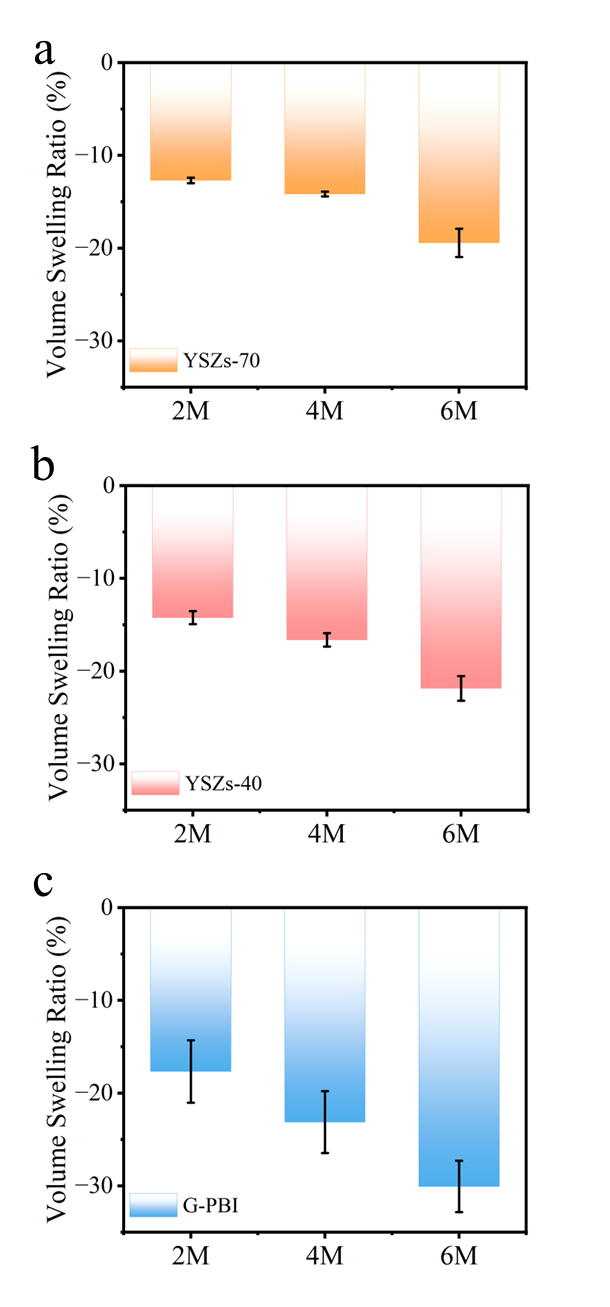 a
Volume Swelling Ratio (%)
0
−10
−20
−30
YSZs-70
2M 4M 6M
b
Volume Swelling Ratio (%)
0
−10
−20
−30
YSZs-40
2M 4M 6M
c
Volume Swelling Ratio (%)
0
−10
−20
−30
G-PBI
2M 4M 6M